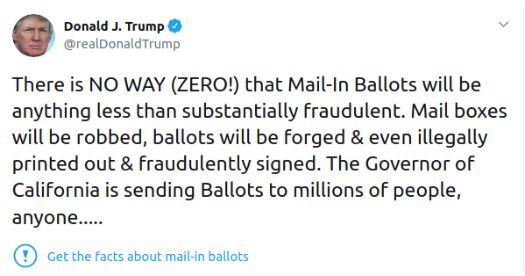 Donald J. Trump
@realDonaldTrump
There is NO WAY (ZERO!) that Mail-In Ballots will be
anything less than substantially fraudulent. Mail boxes
will be robbed, ballots will be forged & even illegally
printed out & fraudulently signed. The Governor of
California is sending Ballots to millions of people,
anyone.....
Get the facts about mail-in ballots